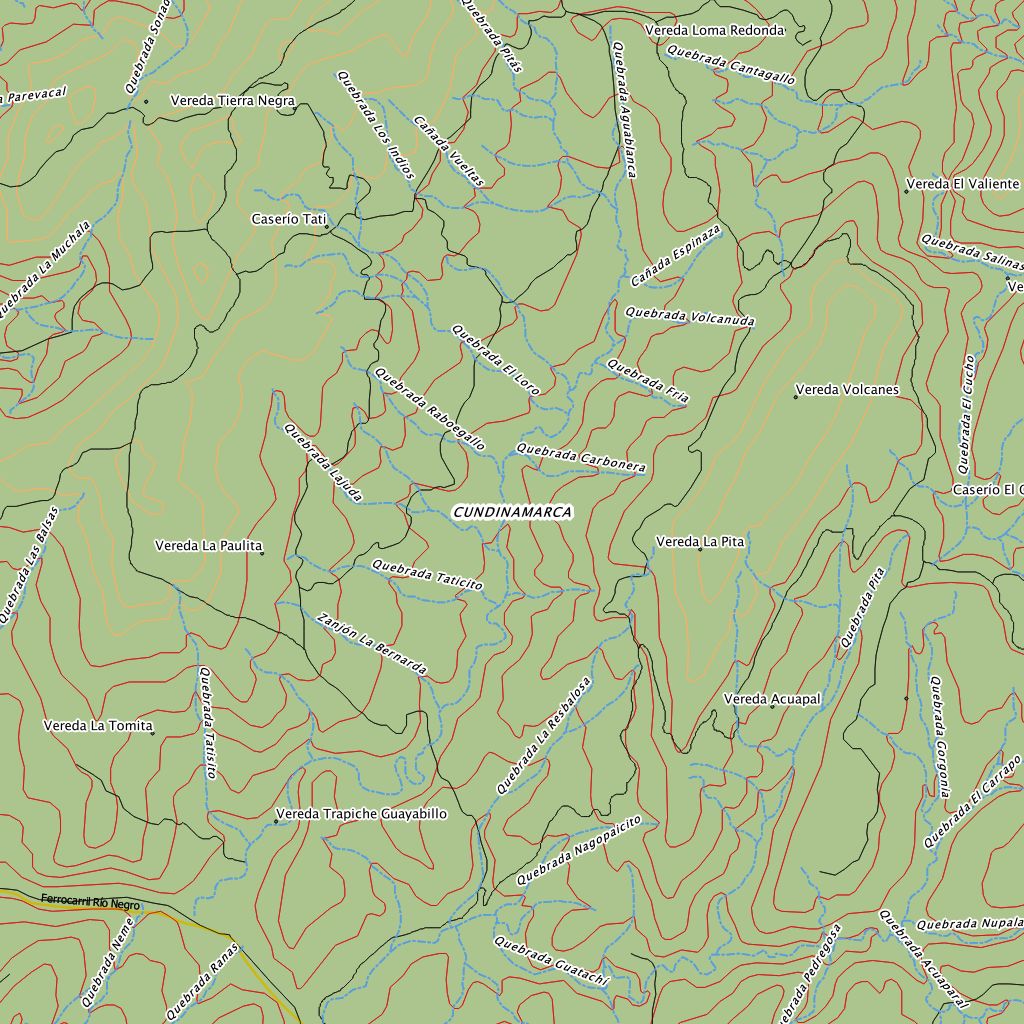 Quebrada Pitás
Vereda Loma Redonda
Quebrada Cantagallo
Quebrada Aguablanca
Quebrada Los Indios
Parevacal
Vereda Tierra Negra
Cañada Vueltas
Vereda El Valiente
Caserío Tati
Quebrada La Muchala
Cañada Espinaza
Quebrada Salinas
Quebrada Volcanuda
Quebrada El Loro
Quebrada Fría
Quebrada Raboegallo
Vereda Volcanes
Quebrada El Cucho
Quebrada Lajuda
Quebrada Carbonera
Caserío El
CUNDINAMARCA
Quebrada Las Balsas
Vereda La Paulita
Vereda La Pita
Quebrada Taticito
Quebrada Pita
Zanjón La Bernarda
Quebrada Tatisito
Quebrada La Resbalosa
Vereda Acuapal
Quebrada Gorgonia
Vereda La Tomita
Quebrada El Carrapo
Vereda Trapiche Guayabillo
Quebrada Nagopaicito
Ferrocarril Río Negro
Quebrada Neme
Quebrada Ranas
Quebrada Guatachí
Pedregosa
Quebrada Acuaparal
Quebrada Nupala